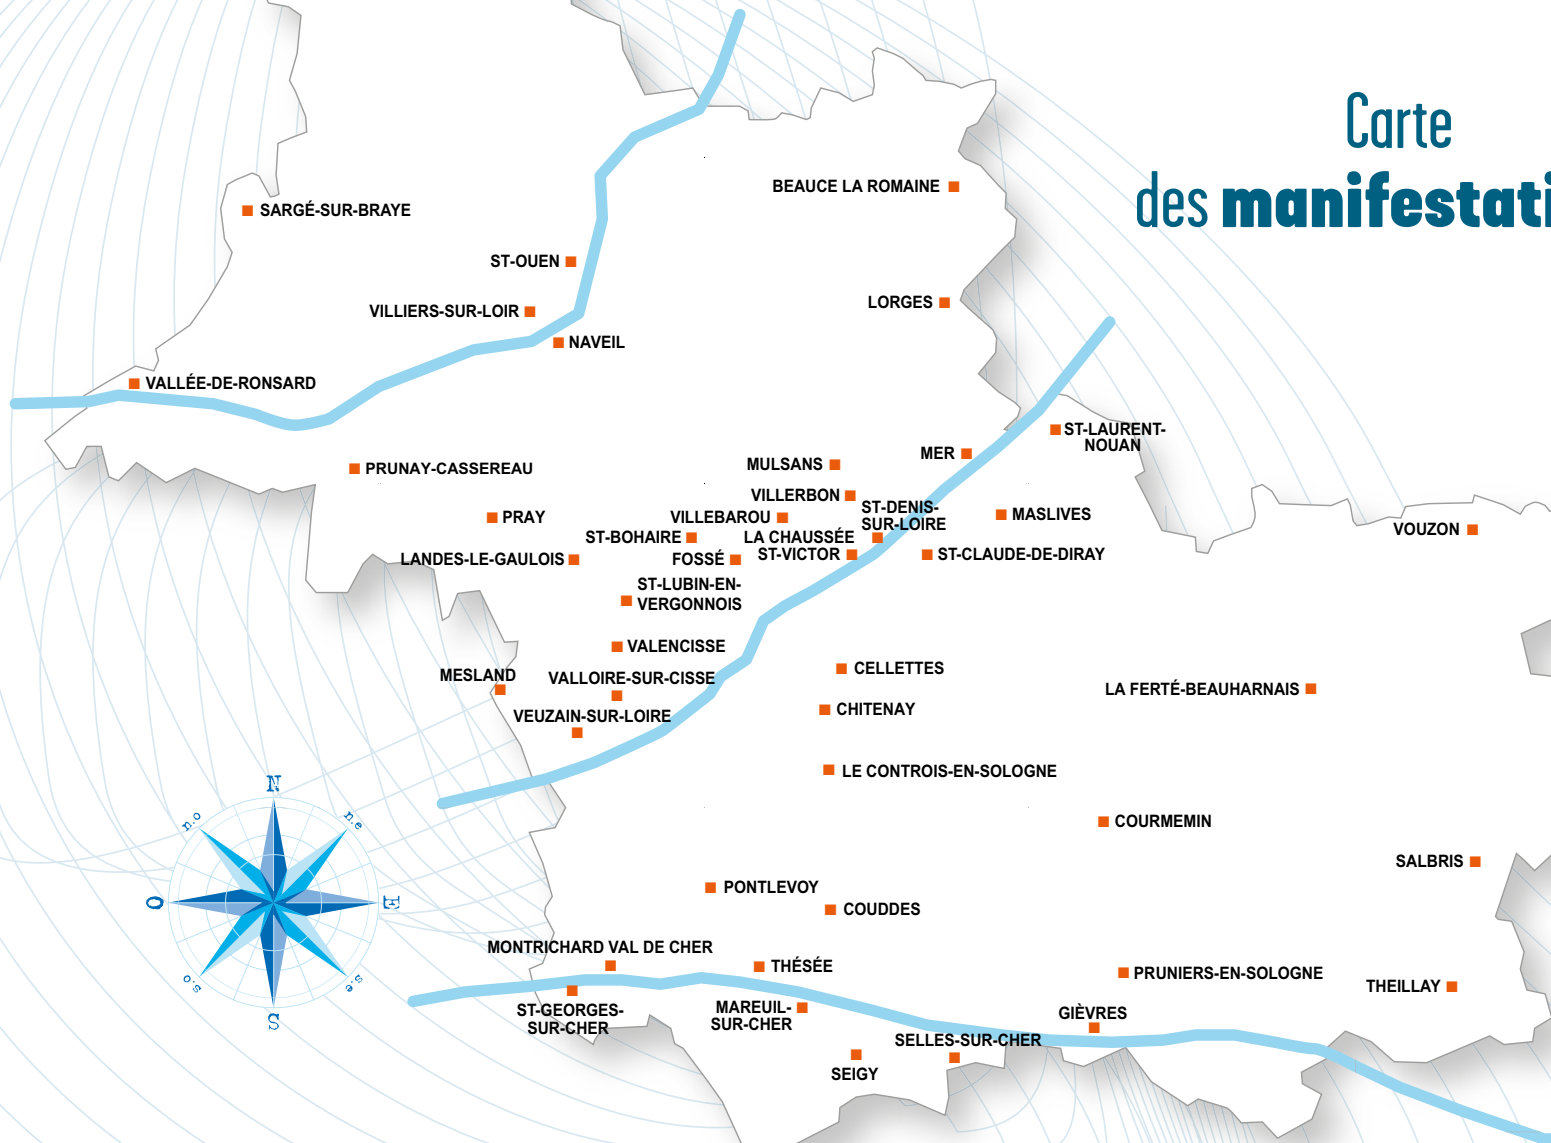 Carte
des manifestati
BEAUCE LA ROMAINE
SARGÉ-SUR-BRAYE
ST-OUEN
LORGES
VILLIERS-SUR-LOIR
NAVEIL
VALLÉE-DE-RONSARD
ST-LAURENT-
NOUAN
MER
MULSANS
PRUNAY-CASSEREAU
VILLERBON
ST-DENIS-
SUR-LOIRE
MASLIVES
PRAY
VILLEBAROU
VOUZON
ST-BOHAIRE
LA CHAUSSÉE
ST-VICTOR
ST-CLAUDE-DE-DIRAY
LANDES-LE-GAULOIS
FOSSÉ
ST-LUBIN-EN-
VERGONNOIS
VALENCISSE
CELLETTES
MESLAND
VALLOIRE-SUR-CISSE
LA FERTÉ-BEAUHARNAIS
CHITENAY
VEUZAIN-SUR-LOIRE
LE CONTROIS-EN-SOLOGNE
N
n.o
n.e
COURMEMIN
SALBRIS
PONTLEVOY
O
E
COUDDES
MONTRICHARD VAL DE CHER
THÉSÉE
PRUNIERS-EN-SOLOGNE
s.o
s.e
THEILLAY
ST-GEORGES-
SUR-CHER
MAREUIL-
SUR-CHER
GIÈVRES
S
SELLES-SUR-CHER
SEIGY